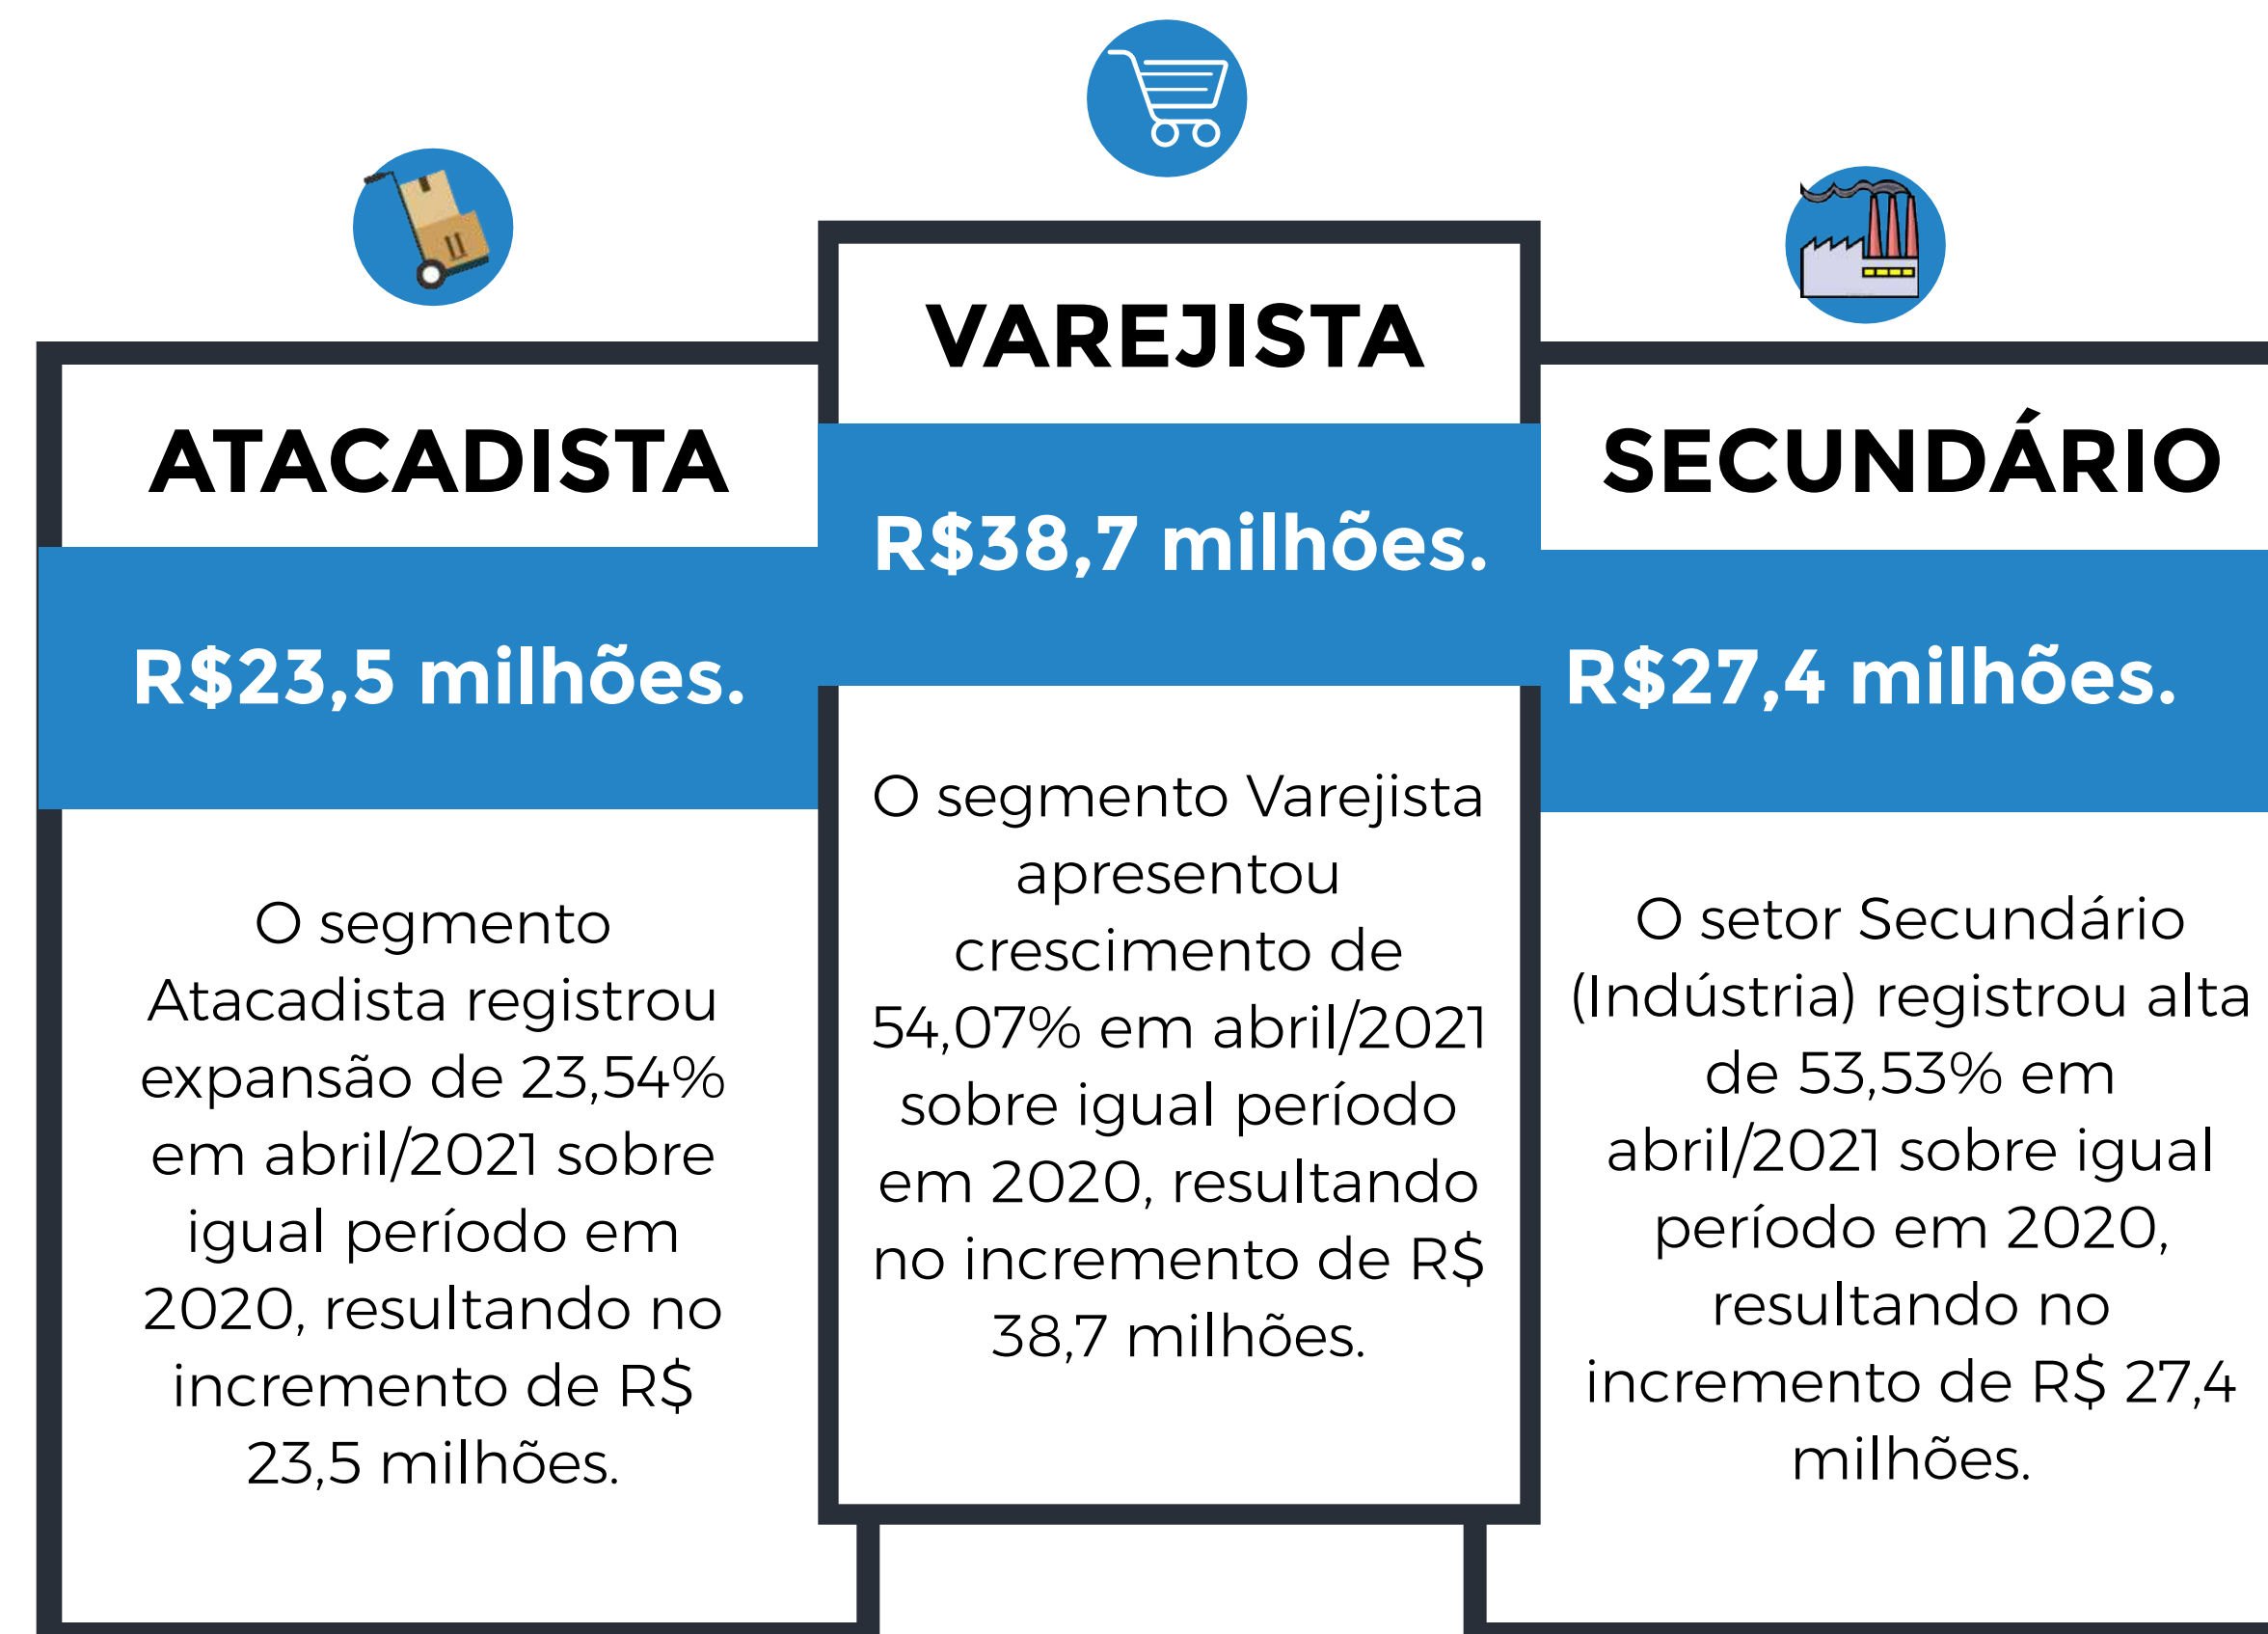 ATACADISTA
R$23,5 milhões.
O segmento
Atacadista registrou
expansão de 23,54%
em abril/2021 sobre
igual período em
2020, resultando no
incremento de R$
23,5 milhões.
VAREJISTA
R$38,7 milhões.
O segmento Varejista
apresentou
crescimento de
54,07% em abril/2021
sobre igual período
em 2020, resultando
no incremento de R$
38,7 milhões.
SECUNDÁRIO
R$27,4 milhões.
O setor Secundário
(Indústria) registrou alta
de 53,53% em
abril/2021 sobre igual
período em 2020,
resultando no
incremento de R$ 27,4
milhões.